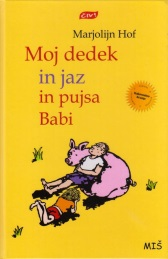 Marjolijn Hof
Moj dedek
in jaz
in pujsa
Babi
MIŠ